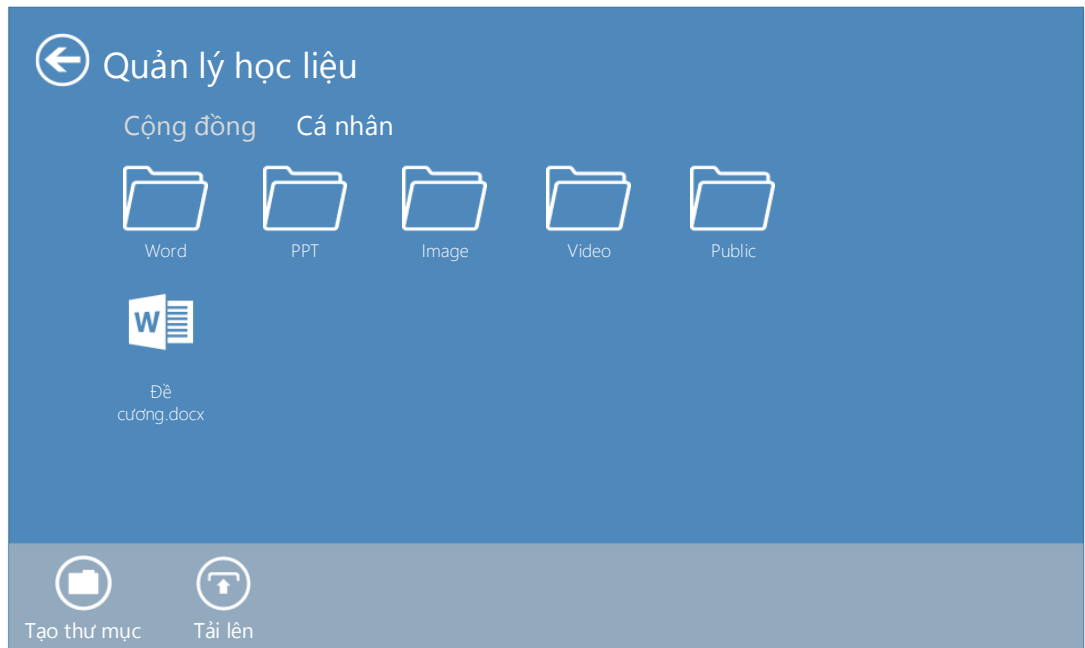 Quản lý học liệu
Cộng đồng Cá nhân
Word PPT Image Video Public
W
Đề
cương.docx
Tạo thư mục Tải lên